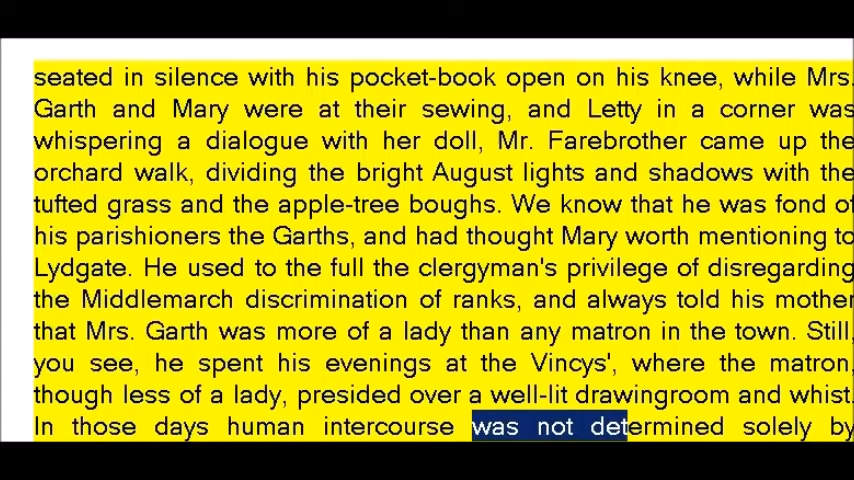 seated in silence with his pocket-book open on his knee, while Mrs.
Garth and Mary were at their sewing, and Letty in a corner was
whispering a dialogue with her doll, Mr. Farebrother came up the
orchard walk, dividing the bright August lights and shadows with the
tufted grass and the apple-tree boughs. We know that he was fond of
his parishioners the Garths, and had thought Mary worth mentioning to
Lydgate. He used to the full the clergyman's privilege of disregarding
the Middlemarch discrimination of ranks, and always told his mother
that Mrs. Garth was more of a lady than any matron in the town. Still,
you see, he spent his evenings at the Vincys', where the matron,
though less of a lady, presided over a well-lit drawingroom and whist.
In those days human intercourse was not determined solely by